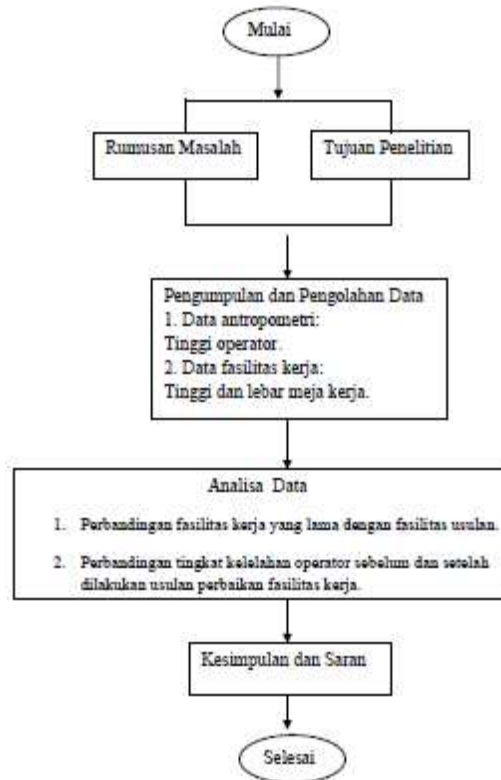 Mulai
Rumusan Masalah
Tujuan Penelitian
Pengumpulan dan Pengolahan Data
1. Data antropometri:
Tinggi operator.
2. Data fasilitas kerja:
Tinggi dan lebar meja kerja.
Analisa Data
1. Perbandingan fasilitas kerja yang lama dengan fasilitas usulan.
2. Perbandingan tingkat kelelahan operator sebelum dan setelah
dilakukan usulan perbaikan fasilitas kerja.
Kesimpulan dan Saran
Selesai